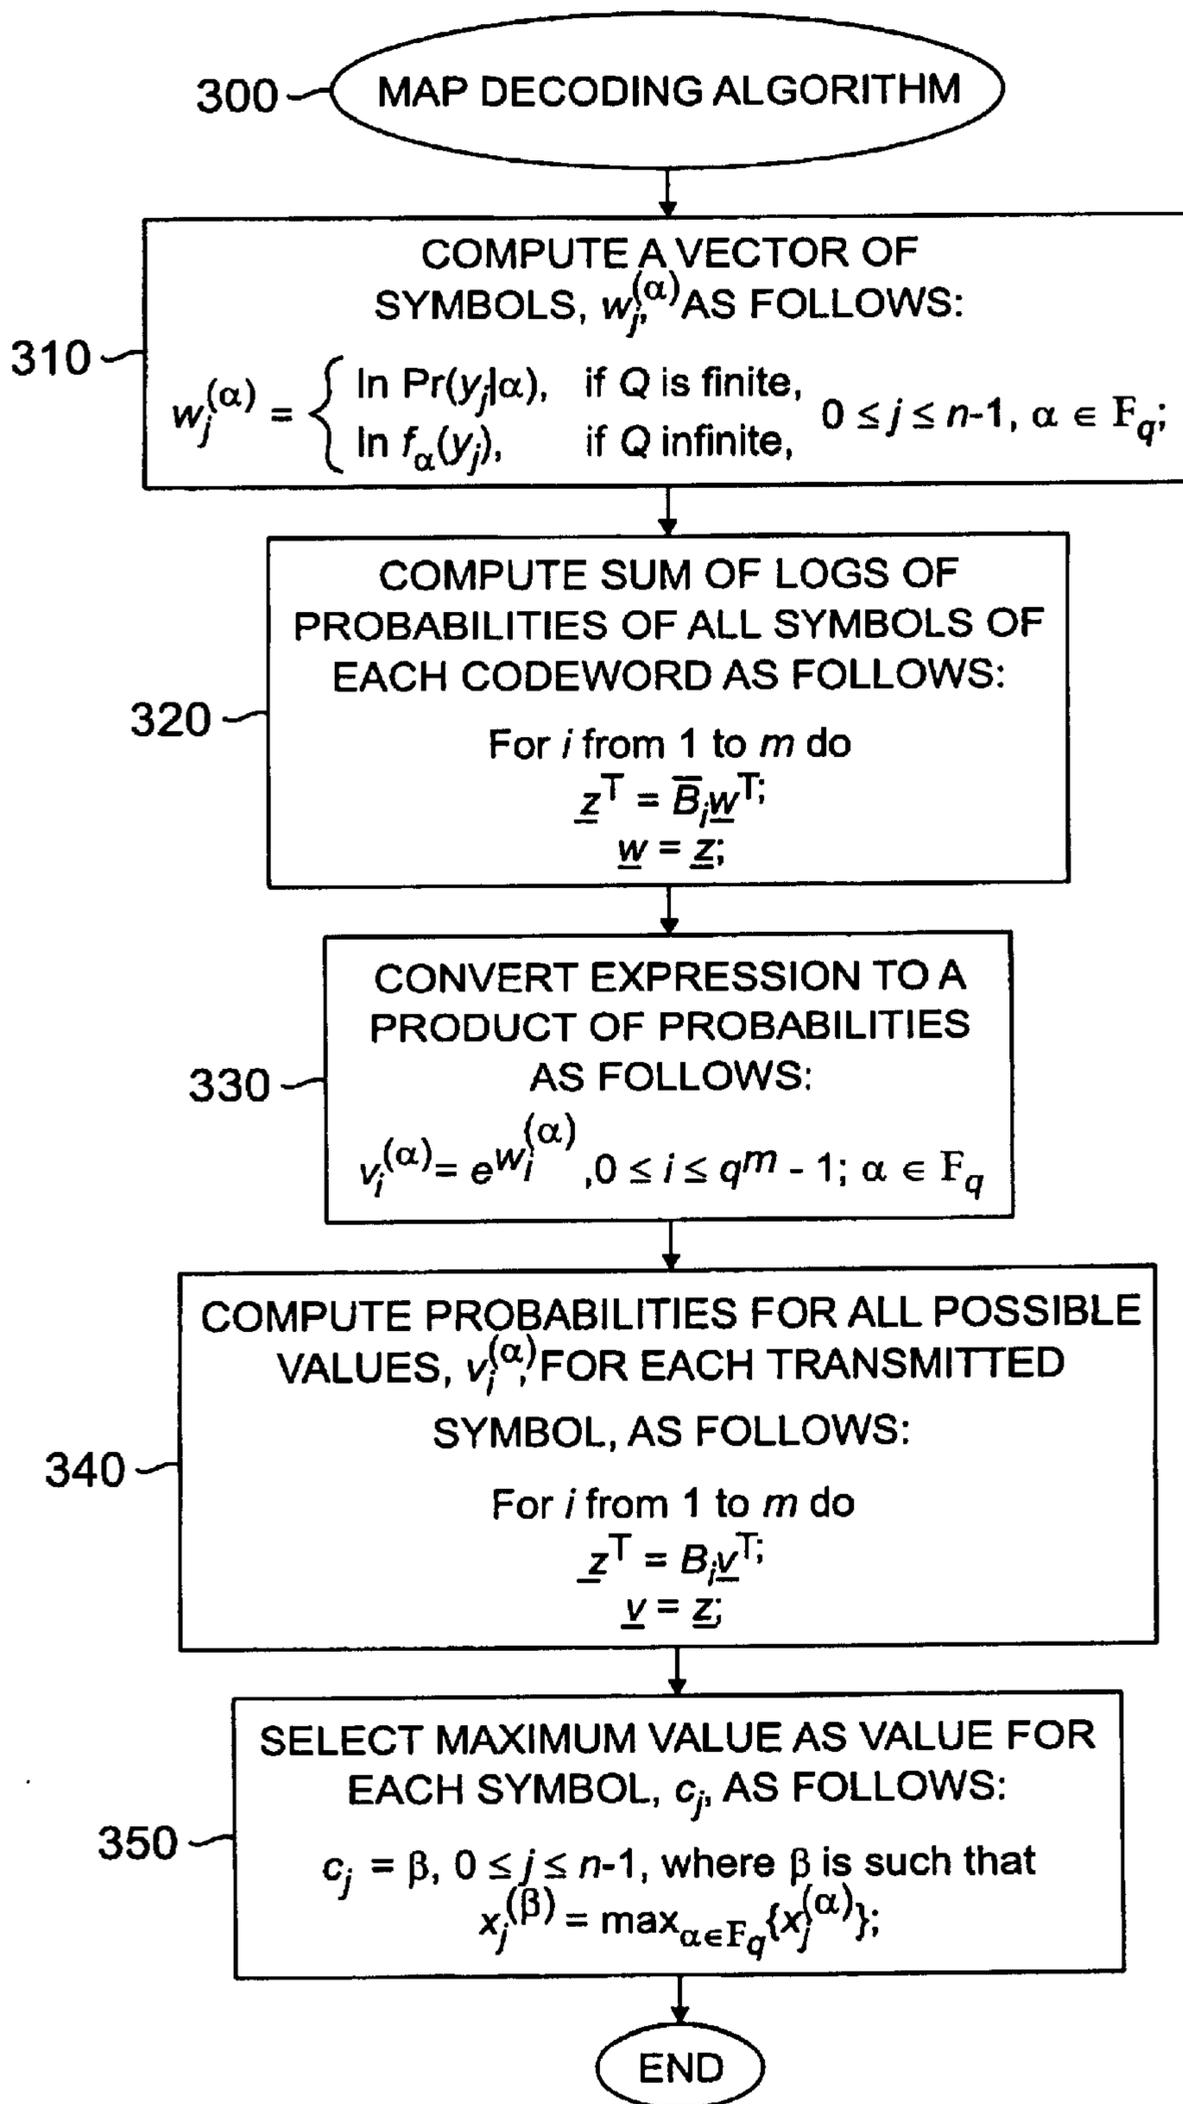 300
MAP DECODING ALGORITHM
310
COMPUTE A VECTOR OF
SYMBOLS, w_j^(α), AS FOLLOWS:
w_j^(α) = { ln Pr(y_j|α), if Q is finite,
ln f_α(y_j), if Q infinite,
0 ≤ j ≤ n-1, α ∈ F_q;
320
COMPUTE SUM OF LOGS OF
PROBABILITIES OF ALL SYMBOLS OF
EACH CODEWORD AS FOLLOWS:
For i from 1 to m do
z̲^T = B̅_i w̲^T;
w̲ = z̲;
330
CONVERT EXPRESSION TO A
PRODUCT OF PROBABILITIES
AS FOLLOWS:
v_i^(α) = e^{w_i^(α)}, 0 ≤ i ≤ q^m - 1; α ∈ F_q
340
COMPUTE PROBABILITIES FOR ALL POSSIBLE
VALUES, v_i^(α), FOR EACH TRANSMITTED
SYMBOL, AS FOLLOWS:
For i from 1 to m do
z̲^T = B_i v̲^T;
v̲ = z̲;
350
SELECT MAXIMUM VALUE AS VALUE FOR
EACH SYMBOL, c_j, AS FOLLOWS:
c_j = β, 0 ≤ j ≤ n-1, where β is such that
x_j^(β) = max_{α∈F_q}{x_j^(α)};
END